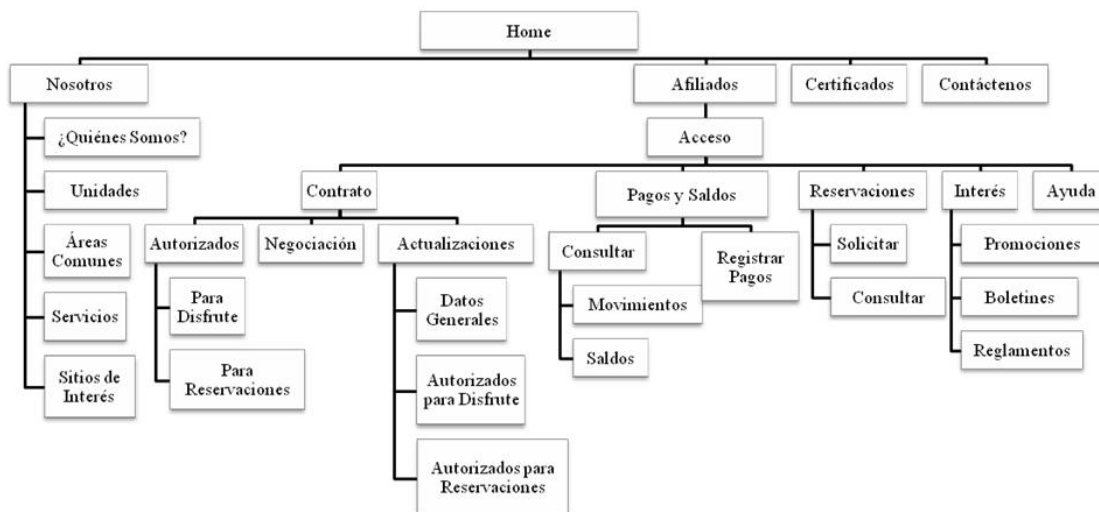 Home
Nosotros
Afiliados
Certificados
Contáctenos
¿Quiénes Somos?
Unidades
Áreas
Comunes
Servicios
Sitios de
Interés
Acceso
Contrato
Pagos y Saldos
Reservaciones
Interés
Ayuda
Autorizados
Negociación
Actualizaciones
Para
Disfrute
Para
Reservaciones
Datos
Generales
Autorizados
para Disfrute
Autorizados para
Reservaciones
Consultar
Registrar
Pagos
Movimientos
Saldos
Solicitar
Consultar
Promociones
Boletines
Reglamentos